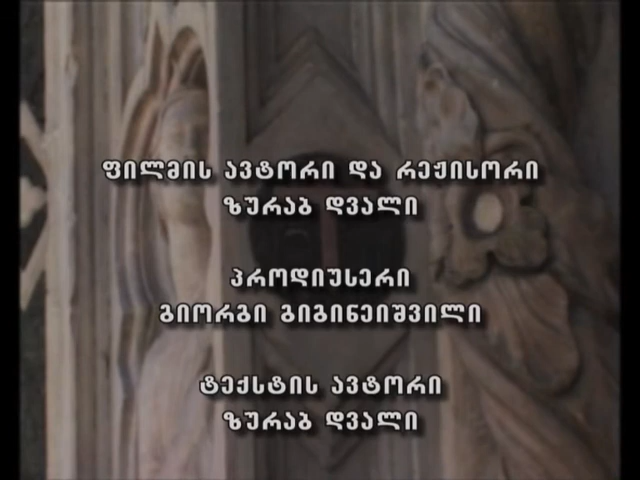 ფილმის ავტორი და რეჟისორი
ზურაბ დვალი
პროდიუსერი
გიორგი გიგინეიშვილი
ტექსტის ავტორი
ზურაბ დვალი